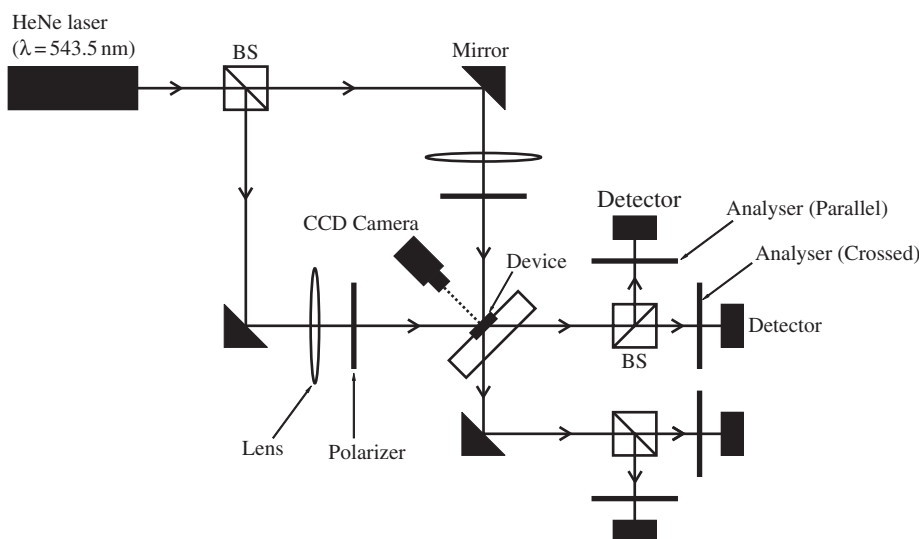 HeNe laser
(λ = 543.5 nm)
BS
Mirror
Detector
Analyser (Parallel)
CCD Camera
Analyser (Crossed)
Device
Detector
BS
Lens
Polarizer